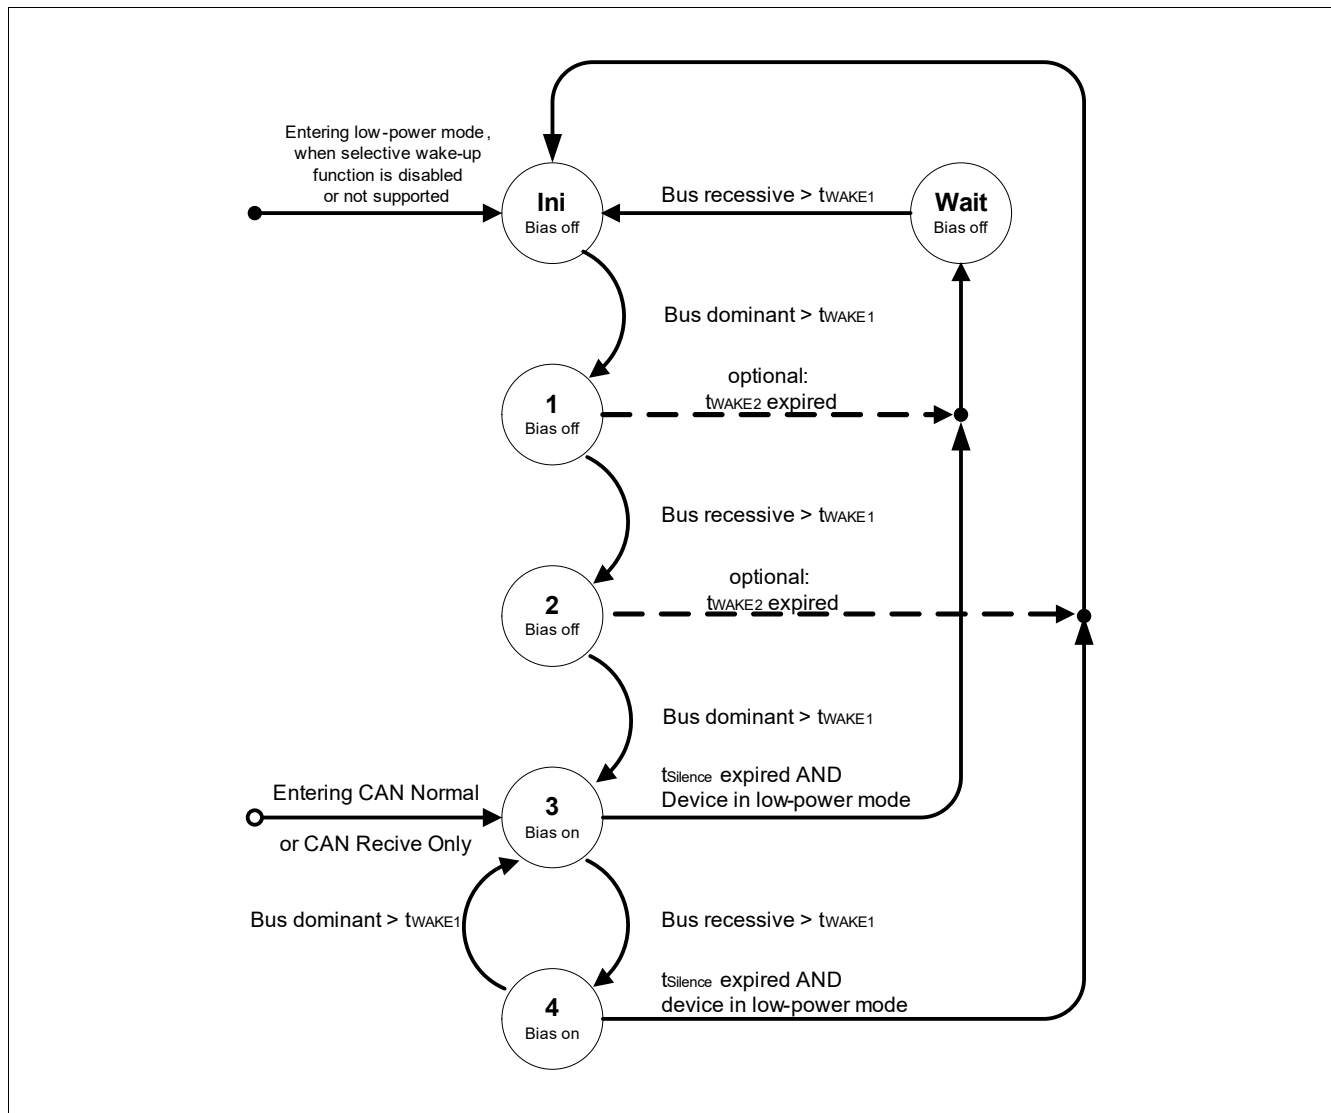 Entering low-power mode,
when selective wake-up
function is disabled
or not supported
Ini
Bias off
Bus recessive > tWAKE1
Wait
Bias off
Bus dominant > tWAKE1
1
Bias off
optional:
tWAKE2 expired
Bus recessive > tWAKE1
2
Bias off
optional:
tWAKE2 expired
Bus dominant > tWAKE1
Entering CAN Normal
or CAN Recive Only
3
Bias on
tSilence expired AND
Device in low-power mode
Bus dominant > tWAKE1
Bus recessive > tWAKE1
4
Bias on
tSilence expired AND
device in low-power mode